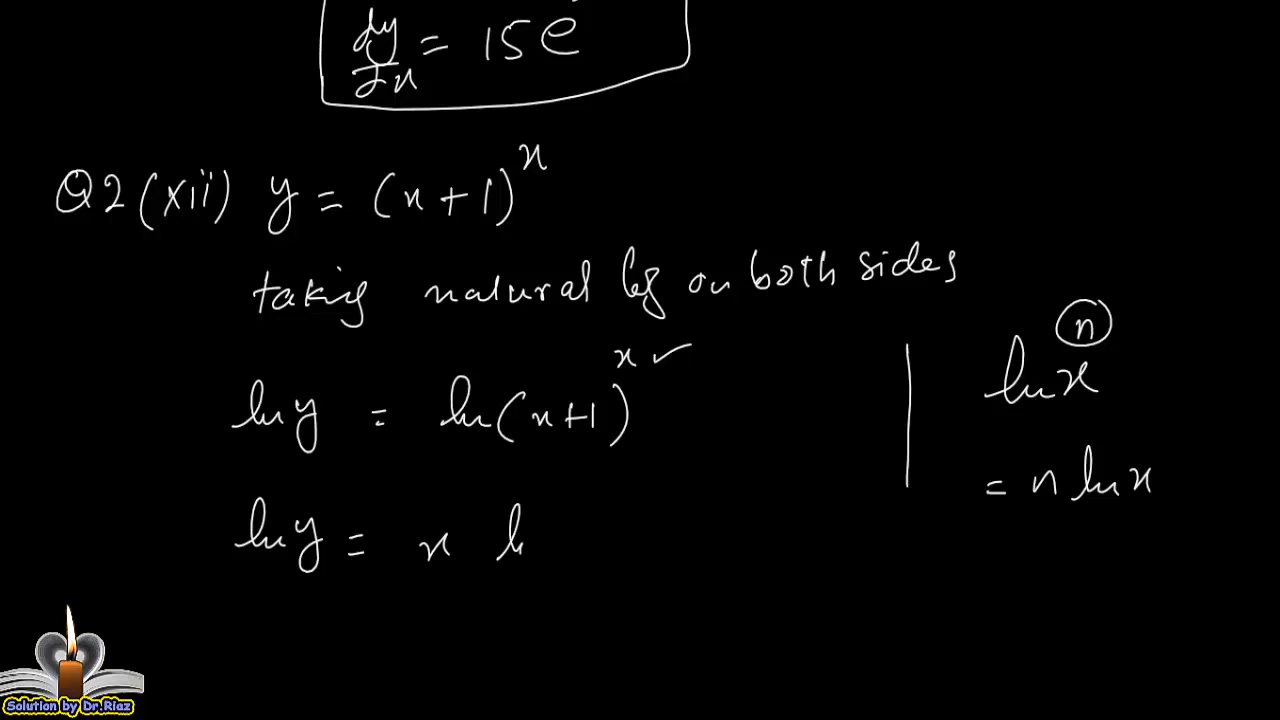 dy/dx = 15e
Q2(xii) y = (x+1)^x
taking natural log on both sides
ln y = ln(x+1)^x ✓
ln x^n
= n ln x
ln y = x l
Solution by Dr.Riaz